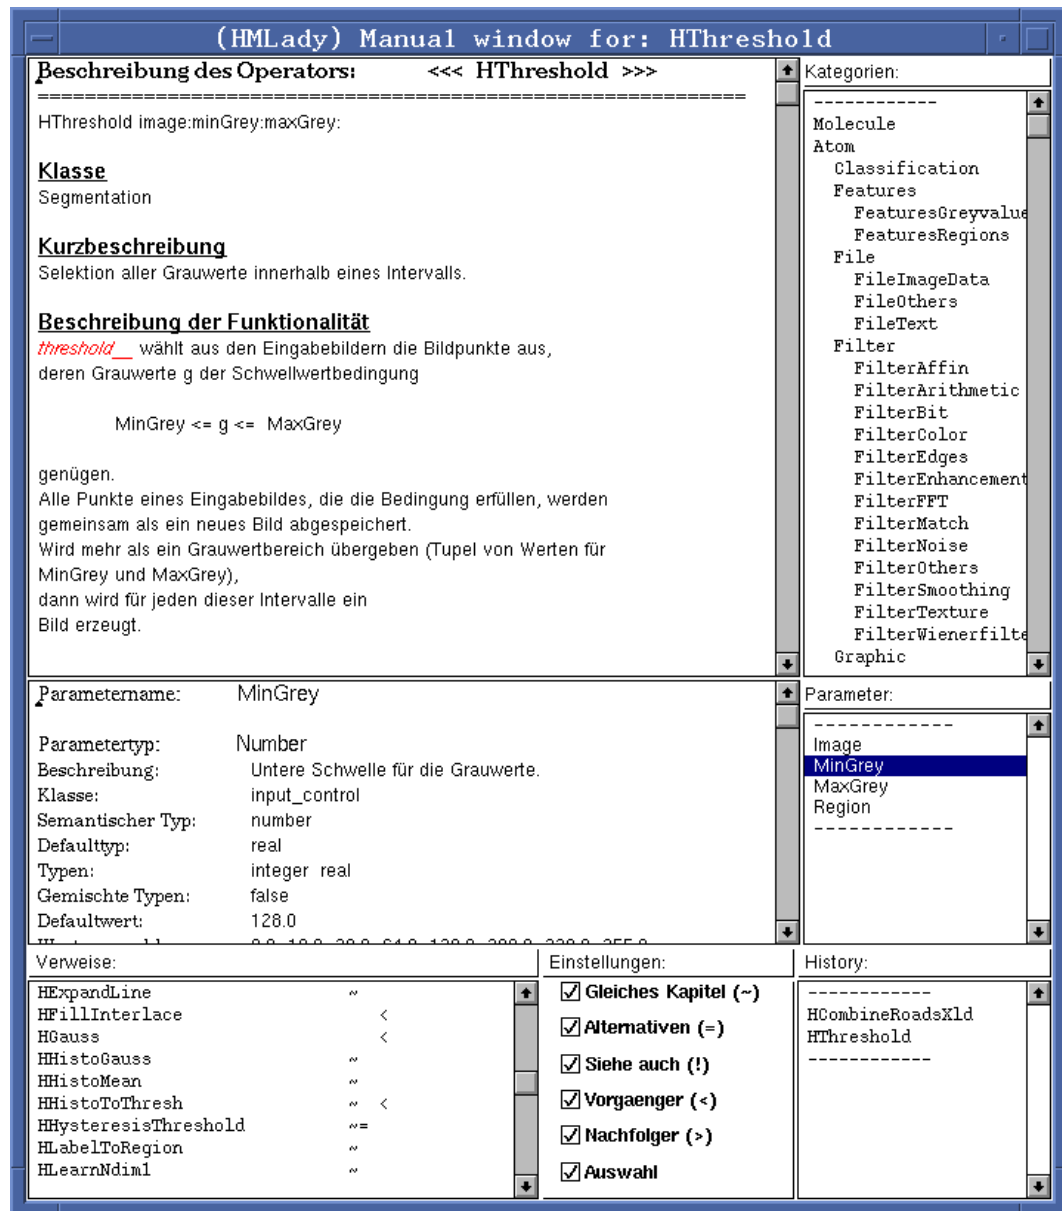 (HMLady) Manual window for: HThreshold
Beschreibung des Operators: <<< HThreshold >>>
============================================================
HThreshold image:minGrey:maxGrey:
Klasse
Segmentation
Kurzbeschreibung
Selektion aller Grauwerte innerhalb eines Intervalls.
Beschreibung der Funktionalität
threshold__ wählt aus den Eingabebildern die Bildpunkte aus,
deren Grauwerte g der Schwellwertbedingung
MinGrey <= g <= MaxGrey
genügen.
Alle Punkte eines Eingabebildes, die die Bedingung erfüllen, werden
gemeinsam als ein neues Bild abgespeichert.
Wird mehr als ein Grauwertbereich übergeben (Tupel von Werten für
MinGrey und MaxGrey),
dann wird für jeden dieser Intervalle ein
Bild erzeugt.
Kategorien:
------------
Molecule
Atom
Classification
Features
FeaturesGreyvalue
FeaturesRegions
File
FileImageData
FileOthers
FileText
Filter
FilterAffin
FilterArithmetic
FilterBit
FilterColor
FilterEdges
FilterEnhancement
FilterFFT
FilterMatch
FilterNoise
FilterOthers
FilterSmoothing
FilterTexture
FilterWienerfilte
Graphic
Parametername: MinGrey
Parametertyp: Number
Beschreibung: Untere Schwelle für die Grauwerte.
Klasse: input_control
Semantischer Typ: number
Defaulttyp: real
Typen: integer real
Gemischte Typen: false
Defaultwert: 128.0
Parameter:
------------
Image
MinGrey
MaxGrey
Region
------------
Verweise:
HExpandLine ~
HFillInterlace <
HGauss <
HHistoGauss ~
HHistoMean ~
HHistoToThresh ~ <
HHysteresisThreshold ~=
HLabelToRegion ~
HLearnNdim1 ~
Einstellungen:
Gleiches Kapitel (~)
Alternativen (=)
Siehe auch (!)
Vorgaenger (<)
Nachfolger (>)
Auswahl
History:
------------
HCombineRoadsXld
HThreshold
------------